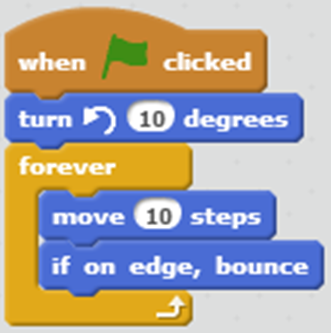 when clicked
turn 10 degrees
forever
move 10 steps
if on edge, bounce